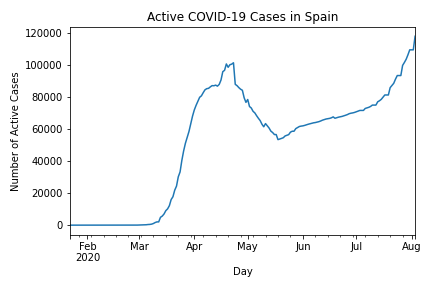 Active COVID-19 Cases in Spain
Number of Active Cases
120000
100000
80000
60000
40000
20000
0
Feb
2020
Mar
Apr
May
Jun
Jul
Aug
Day